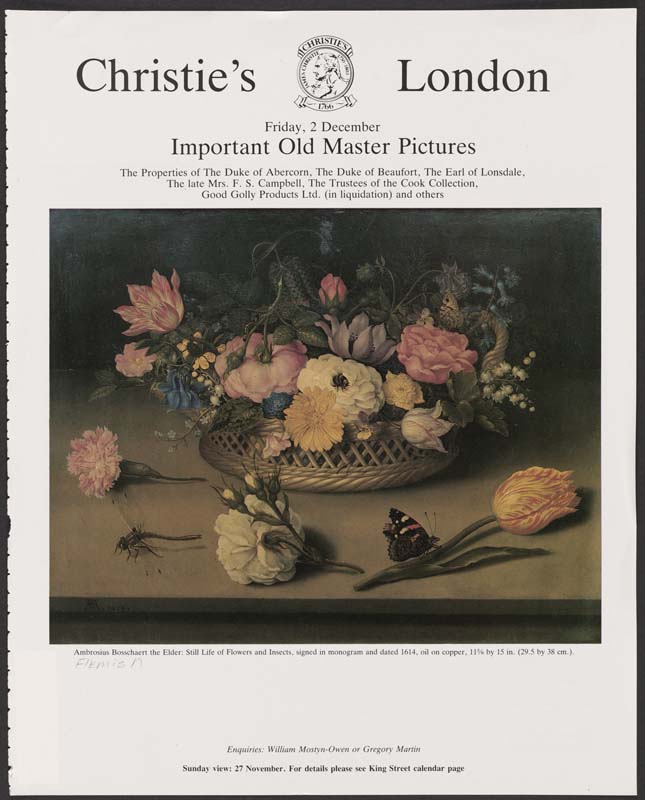 Christie's London
CHRISTIE'S
JAMES CHRISTIE
1766
Friday, 2 December
Important Old Master Pictures
The Properties of The Duke of Abercorn, The Duke of Beaufort, The Earl of Lonsdale,
The late Mrs. F. S. Campbell, The Trustees of the Cook Collection,
Good Golly Products Ltd. (in liquidation) and others
Ambrosius Bosschaert the Elder: Still Life of Flowers and Insects, signed in monogram and dated 1614, oil on copper, 11⅝ by 15 in. (29.5 by 38 cm.).
Flemish
Enquiries: William Mostyn-Owen or Gregory Martin
Sunday view: 27 November. For details please see King Street calendar page